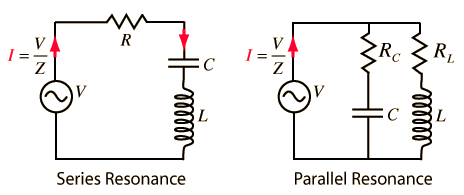 R
I = V/Z
V
C
L
Series Resonance
I = V/Z
V
R_C
R_L
C
L
Parallel Resonance